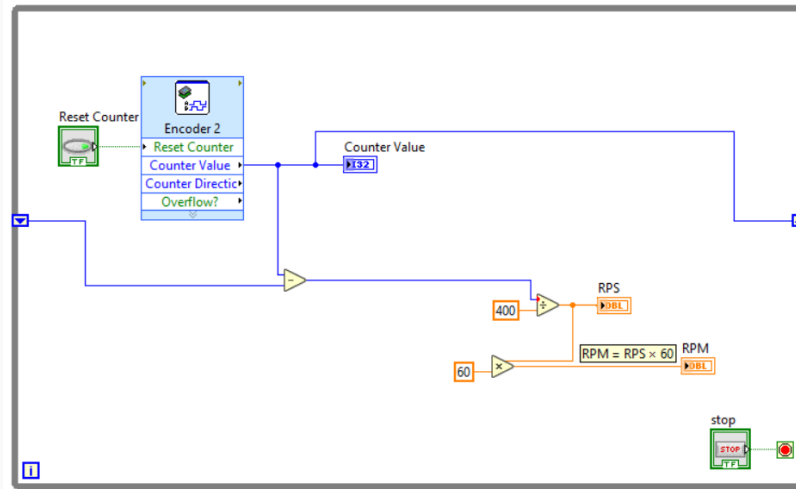 Reset Counter
TF
Encoder 2
Reset Counter
Counter Value
Counter Directic
Overflow?
Counter Value
I32
-
400
÷
RPS
DBL
60
×
RPM = RPS × 60
RPM
DBL
stop
STOP
TF
i